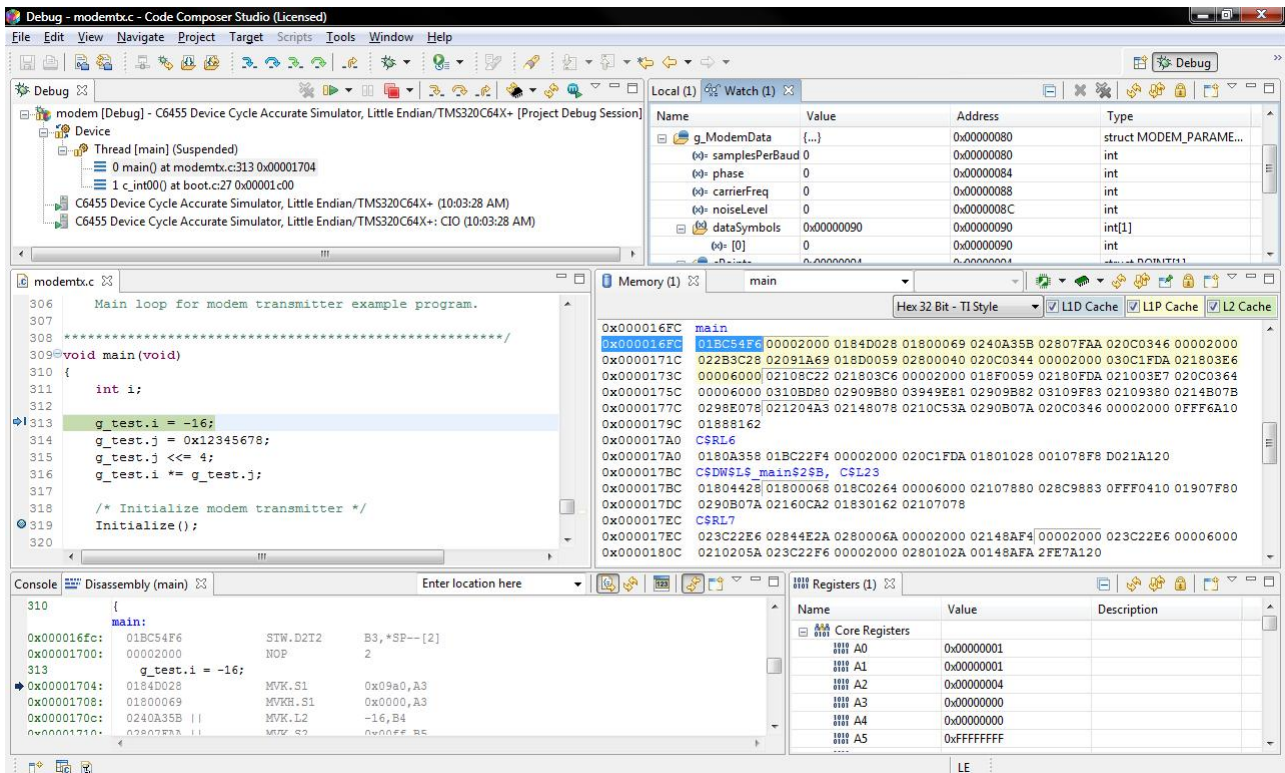 Debug - modemtx.c - Code Composer Studio (Licensed)
File Edit View Navigate Project Target Scripts Tools Window Help
Debug
Debug
modem [Debug] - C6455 Device Cycle Accurate Simulator, Little Endian/TMS320C64X+ [Project Debug Session]
Device
Thread [main] (Suspended)
0 main() at modemtx.c:313 0x00001704
1 c_int00() at boot.c:27 0x00001c00
C6455 Device Cycle Accurate Simulator, Little Endian/TMS320C64X+ (10:03:28 AM)
C6455 Device Cycle Accurate Simulator, Little Endian/TMS320C64X+: CIO (10:03:28 AM)
Local (1) Watch (1)
Name Value Address Type
g_ModemData {...} 0x00000080 struct MODEM_PARAME...
(x)= samplesPerBaud 0 0x00000080 int
(x)= phase 0 0x00000084 int
(x)= carrierFreq 0 0x00000088 int
(x)= noiseLevel 0 0x0000008C int
dataSymbols 0x00000090 0x00000090 int[1]
(x)= [0] 0 0x00000090 int
modemtx.c
306 Main loop for modem transmitter example program.
307
308 *******************************************************/
309 void main(void)
310 {
311 int i;
312
313 g_test.i = -16;
314 g_test.j = 0x12345678;
315 g_test.j <<= 4;
316 g_test.i *= g_test.j;
317
318 /* Initialize modem transmitter */
319 Initialize();
320
Memory (1) main
Hex 32 Bit - TI Style L1D Cache L1P Cache L2 Cache
0x000016FC main
0x000016FC 01BC54F6 00002000 0184D028 01800069 0240A35B 02807FAA 020C0346 00002000
0x0000171C 022B3C28 02091A69 018D0059 02800040 020C0344 00002000 030C1FDA 021803E6
0x0000173C 00006000 02108C22 021803C6 00002000 018F0059 02180FDA 021003E7 020C0364
0x0000175C 00006000 0310BD80 02909B80 03949E81 02909B82 03109F83 02109380 0214B07B
0x0000177C 0298E078 021204A3 02148078 0210C53A 0290B07A 020C0346 00002000 0FFF6A10
0x0000179C 01888162
0x000017A0 C$RL6
0x000017A0 0180A358 01BC22F4 00002000 020C1FDA 01801028 001078F8 D021A120
0x000017BC C$DW$L$_main$2$B, C$L23
0x000017BC 01804428 01800068 018C0264 00006000 02107880 028C9883 0FFF0410 01907F80
0x000017DC 0290B07A 02160CA2 01830162 02107078
0x000017EC C$RL7
0x000017EC 023C22E6 02844E2A 0280006A 00002000 02148AF4 00002000 023C22E6 00006000
0x0000180C 0210205A 023C22F6 00002000 0280102A 00148AFA 2FE7A120
Console Disassembly (main) Enter location here
310 {
main:
0x000016fc: 01BC54F6 STW.D2T2 B3,*SP--[2]
0x00001700: 00002000 NOP 2
313 g_test.i = -16;
0x00001704: 0184D028 MVK.S1 0x09a0,A3
0x00001708: 01800069 MVKH.S1 0x0000,A3
0x0000170c: 0240A35B || MVK.L2 -16,B4
0x00001710: 02807FAA || MVK.S2 0x00ff,B5
Registers (1)
Name Value Description
Core Registers
A0 0x00000001
A1 0x00000001
A2 0x00000004
A3 0x00000000
A4 0x00000000
A5 0xFFFFFFFF
LE